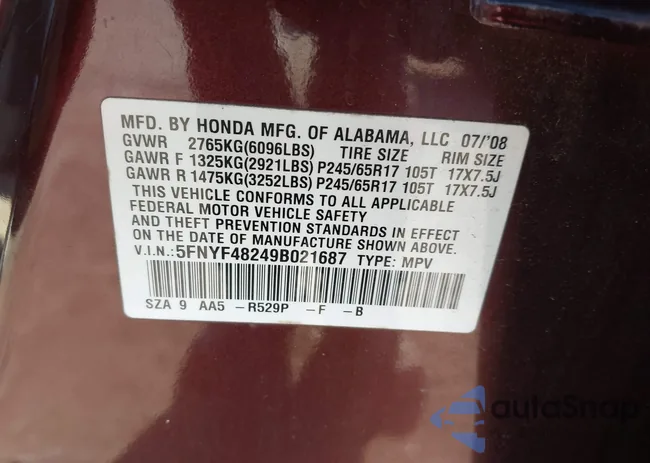 MFD. BY HONDA MFG. OF ALABAMA, LLC 07/'08
GVWR 2765KG(6096LBS) TIRE SIZE RIM SIZE
GAWR F 1325KG(2921LBS) P245/65R17 105T 17X7.5J
GAWR R 1475KG(3252LBS) P245/65R17 105T 17X7.5J
THIS VEHICLE CONFORMS TO ALL APPLICABLE
FEDERAL MOTOR VEHICLE SAFETY
AND THEFT PREVENTION STANDARDS IN EFFECT
ON THE DATE OF MANUFACTURE SHOWN ABOVE.
V.I.N.:5FNYF48249B021687 TYPE: MPV
SZA 9 AA5 -R529P -F -B
autoSnap